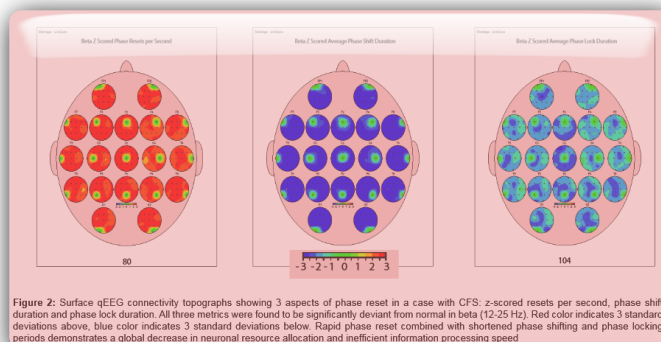 Beta Z Scored Phase Resets per Second
Beta Z Scored Average Phase Shift Duration
Beta Z Scored Average Phase Lock Duration
80
104
-3 -2 -1 0 1 2 3
Figure 2: Surface qEEG connectivity topographs showing 3 aspects of phase reset in a case with CFS: z-scored resets per second, phase shift
duration and phase lock duration. All three metrics were found to be significantly deviant from normal in beta (12-25 Hz). Red color indicates 3 standard
deviations above, blue color indicates 3 standard deviations below. Rapid phase reset combined with shortened phase shifting and phase locking
periods demonstrates a global decrease in neuronal resource allocation and inefficient information processing speed